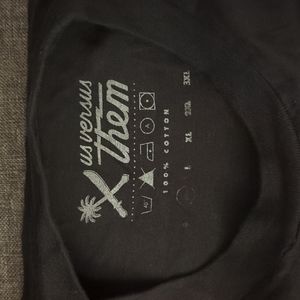 us versus
them
100% COTTON
L XL 2XL 3XL